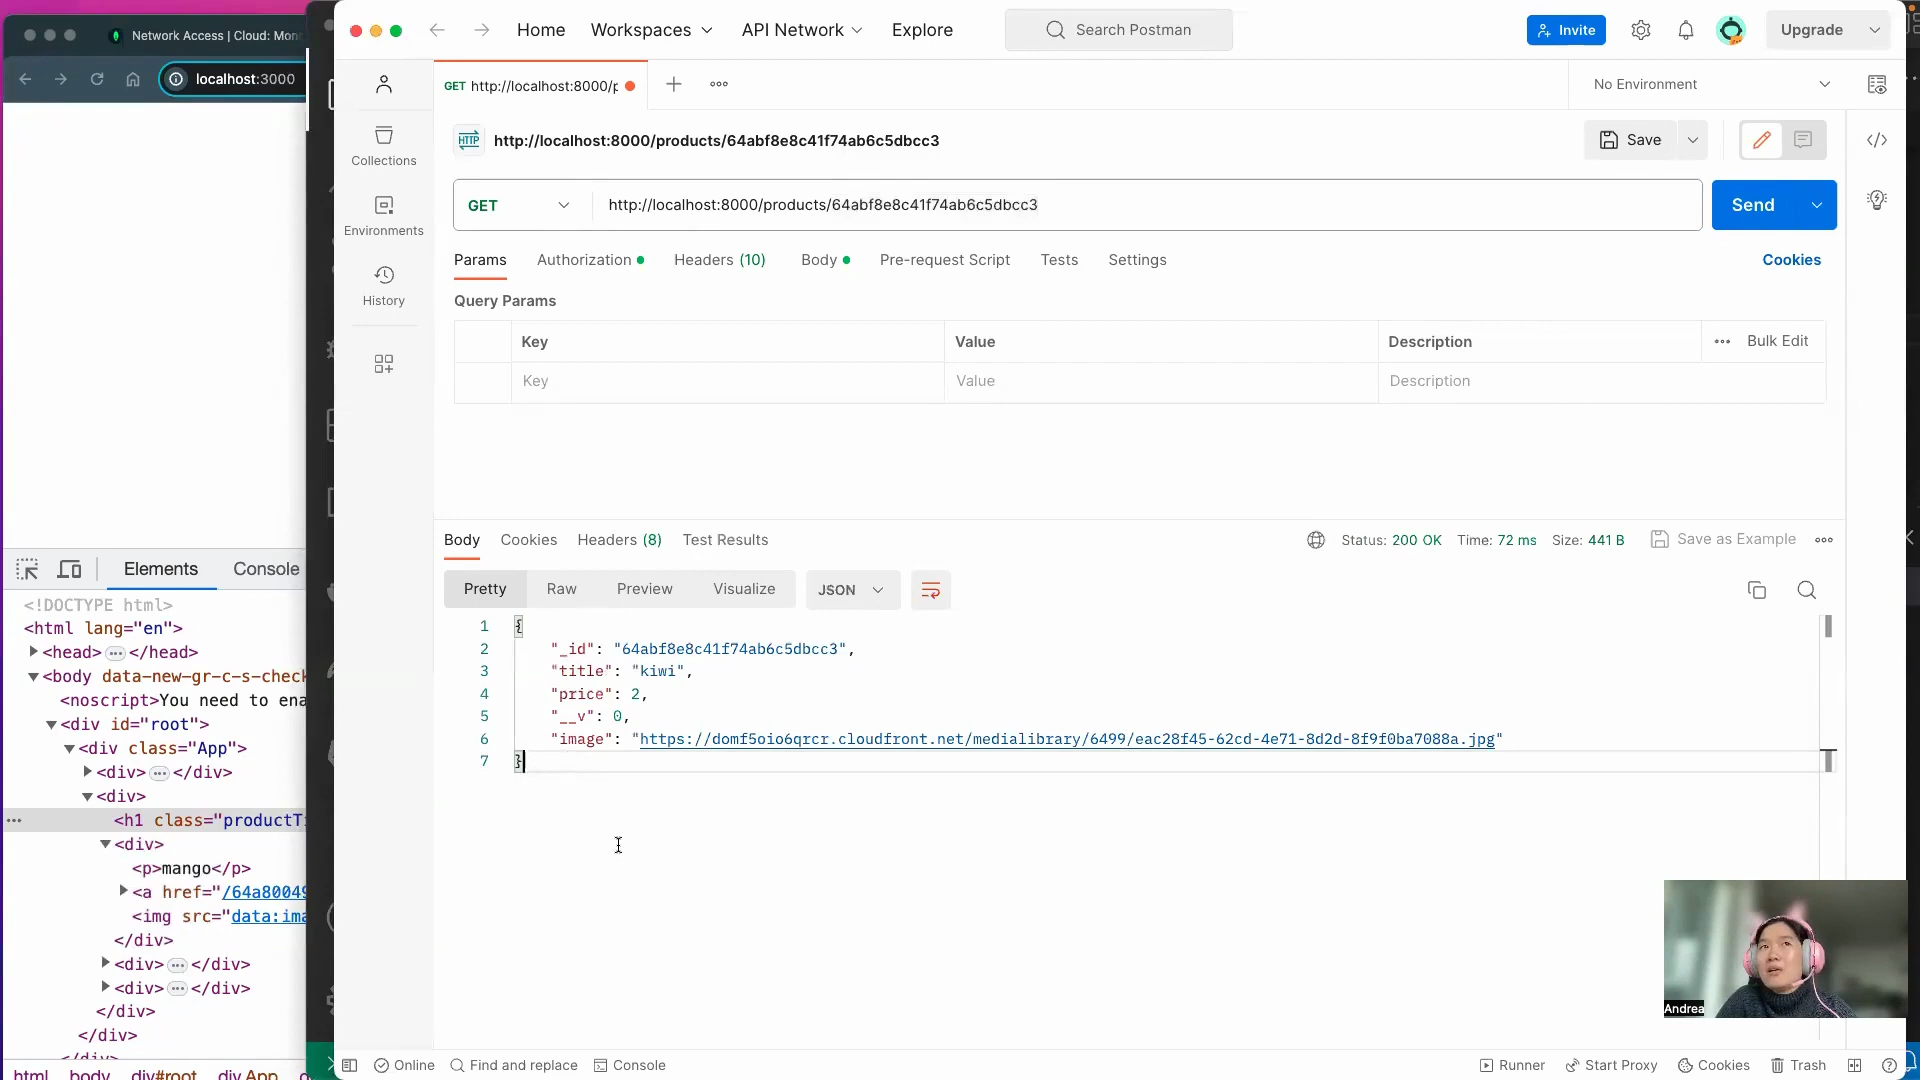 Network Access | Cloud: Mon
localhost:3000
Elements
Console
<!DOCTYPE html>
<html lang="en">
<head> </head>
<body data-new-gr-c-s-check
<noscript>You need to ena
<div id="root">
<div class="App">
<div> </div>
<div>
<h1 class="productT
<div>
<p>mango</p>
<a href="/64a80049
<img src="data:ima
</div>
<div> </div>
<div> </div>
</div>
</div>
</div>
html body div#root div.App
Home
Workspaces
API Network
Explore
Search Postman
Invite
Upgrade
Collections
Environments
History
GET http://localhost:8000/p
No Environment
HTTP http://localhost:8000/products/64abf8e8c41f74ab6c5dbcc3
Save
GET
http://localhost:8000/products/64abf8e8c41f74ab6c5dbcc3
Send
Params
Authorization
Headers (10)
Body
Pre-request Script
Tests
Settings
Cookies
Query Params
Key Value Description Bulk Edit
Key Value Description
Body
Cookies
Headers (8)
Test Results
Status: 200 OK Time: 72 ms Size: 441 B
Save as Example
Pretty
Raw
Preview
Visualize
JSON
1 {
2 "_id": "64abf8e8c41f74ab6c5dbcc3",
3 "title": "kiwi",
4 "price": 2,
5 "__v": 0,
6 "image": "https://domf5oio6qrcr.cloudfront.net/medialibrary/6499/eac28f45-62cd-4e71-8d2d-8f9f0ba7088a.jpg"
7 }
Andrea
Online
Find and replace
Console
Runner
Start Proxy
Cookies
Trash